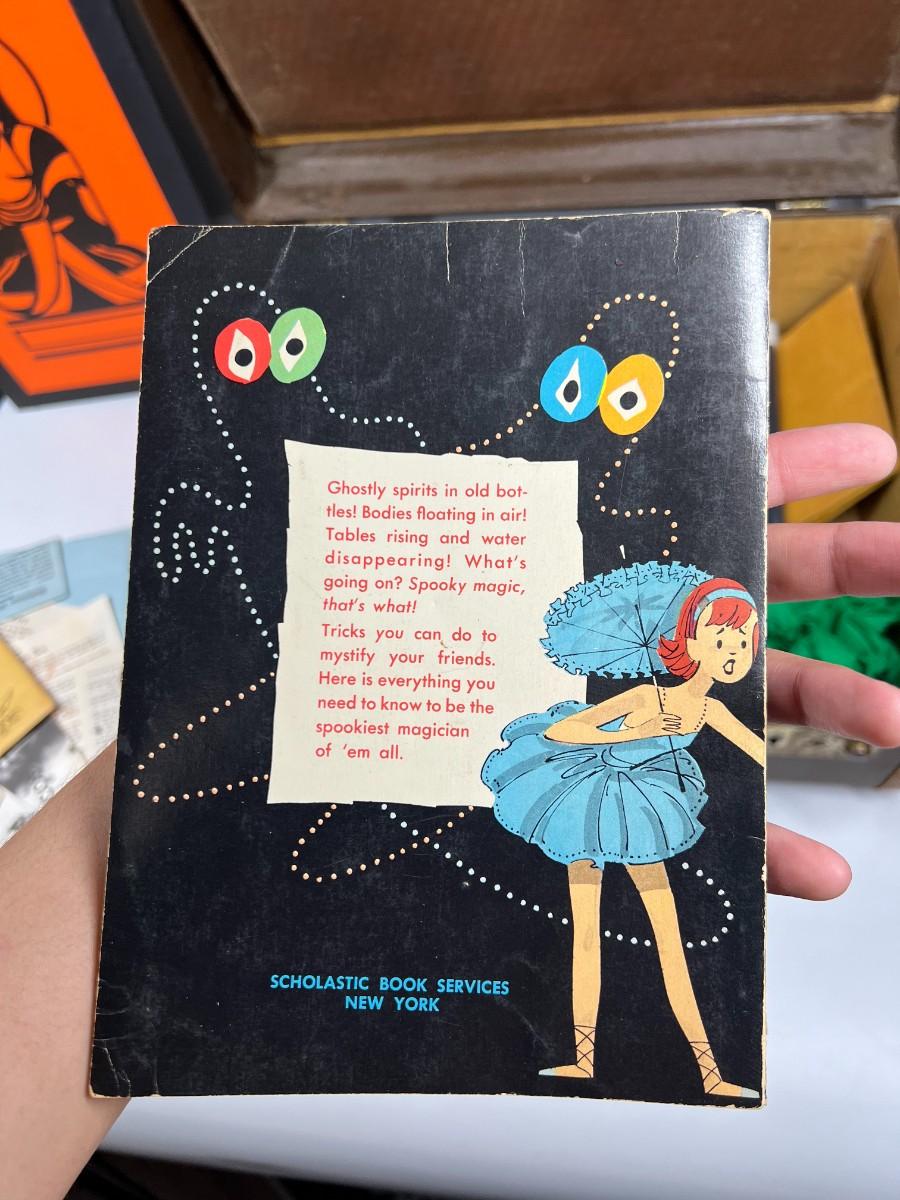 Ghostly spirits in old bot-
tles! Bodies floating in air!
Tables rising and water
disappearing! What's
going on? Spooky magic,
that's what!
Tricks you can do to
mystify your friends.
Here is everything you
need to know to be the
spookiest magician
of 'em all.
SCHOLASTIC BOOK SERVICES
NEW YORK